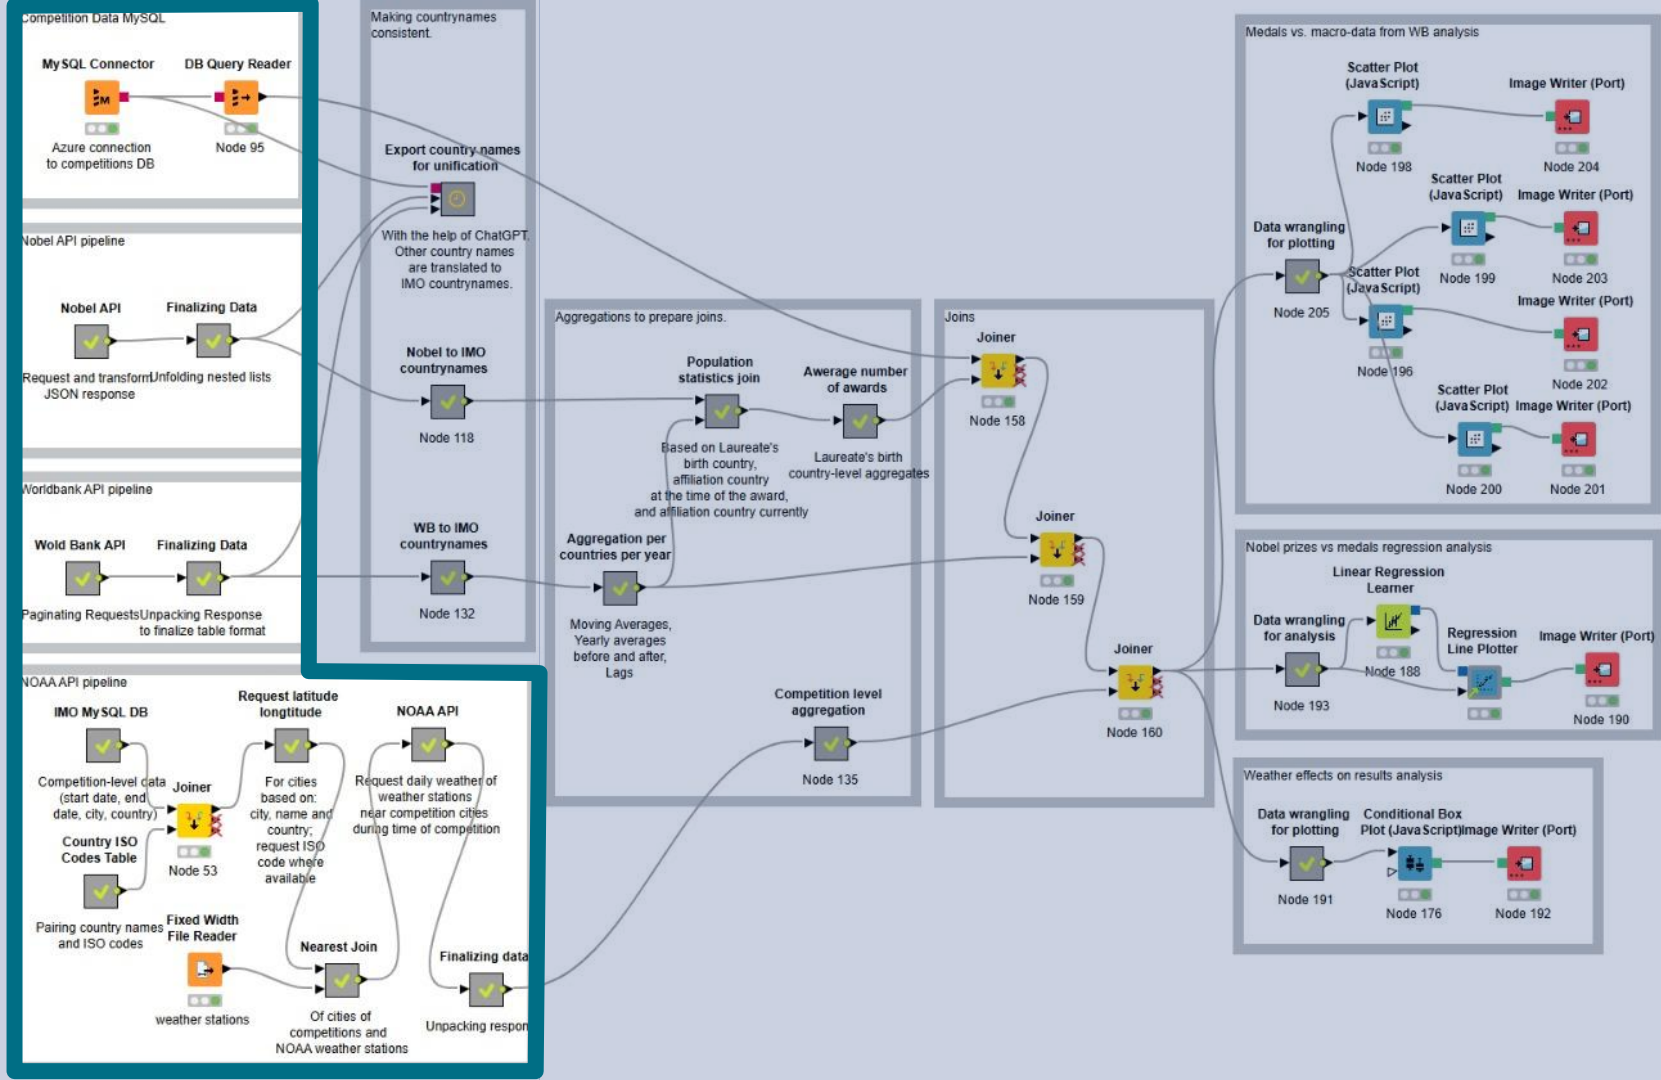 Competition Data MySQL
MySQL Connector
DB Query Reader
Azure connection
to competitions DB
Node 95
Nobel API pipeline
Nobel API
Finalizing Data
Request and transform
JSON response
Unfolding nested lists
Worldbank API pipeline
Wold Bank API
Finalizing Data
Paginating Requests
Unpacking Response
to finalize table format
NOAA API pipeline
IMO MySQL DB
Competition-level data
(start date, end
date, city, country)
Country ISO
Codes Table
Pairing country names
and ISO codes
Joiner
Node 53
Request latitude
longtitude
For cities
based on:
city, name and
country;
request ISO
code where
available
NOAA API
Request daily weather of
weather stations
near competition cities
during time of competition
Fixed Width
File Reader
weather stations
Nearest Join
Of cities of
competitions and
NOAA weather stations
Finalizing data
Unpacking respon
Making countrynames
consistent.
Export country names
for unification
With the help of ChatGPT.
Other country names
are translated to
IMO countrynames.
Nobel to IMO
countrynames
Node 118
WB to IMO
countrynames
Node 132
Aggregations to prepare joins.
Population
statistics join
Based on Laureate's
birth country,
affiliation country
at the time of the award,
and affiliation country currently
Awerage number
of awards
Laureate's birth
country-level aggregates
Aggregation per
countries per year
Moving Averages,
Yearly averages
before and after,
Lags
Competition level
aggregation
Node 135
Joins
Joiner
Node 158
Joiner
Node 159
Joiner
Node 160
Medals vs. macro-data from WB analysis
Scatter Plot
(JavaScript)
Node 198
Image Writer (Port)
Node 204
Scatter Plot
(JavaScript)
Node 199
Image Writer (Port)
Node 203
Data wrangling
for plotting
Node 205
Scatter Plot
(JavaScript)
Node 196
Image Writer (Port)
Node 202
Scatter Plot
(JavaScript)
Node 200
Image Writer (Port)
Node 201
Nobel prizes vs medals regression analysis
Linear Regression
Learner
Node 188
Data wrangling
for analysis
Node 193
Regression
Line Plotter
Image Writer (Port)
Node 190
Weather effects on results analysis
Data wrangling
for plotting
Node 191
Conditional Box
Plot (JavaScript)
Node 176
Image Writer (Port)
Node 192